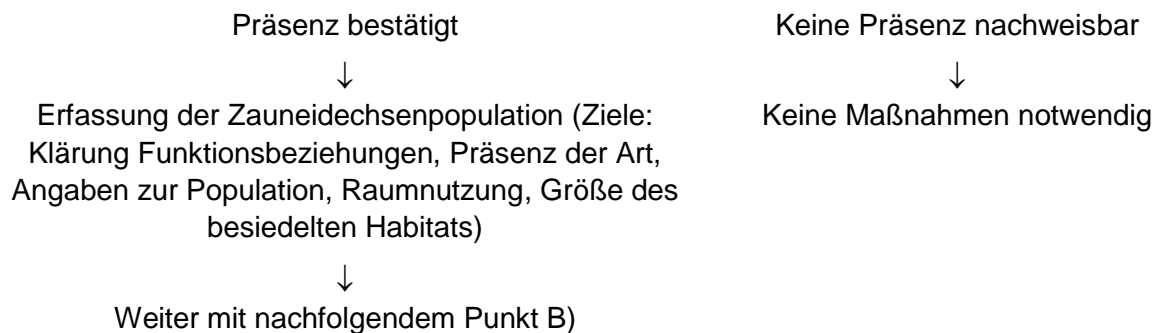 Präsenz bestätigt
↓
Erfassung der Zauneidechsenpopulation (Ziele:
Klärung Funktionsbeziehungen, Präsenz der Art,
Angaben zur Population, Raumnutzung, Größe des
besiedelten Habitats)
↓
Weiter mit nachfolgendem Punkt B)
Keine Präsenz nachweisbar
↓
Keine Maßnahmen notwendig